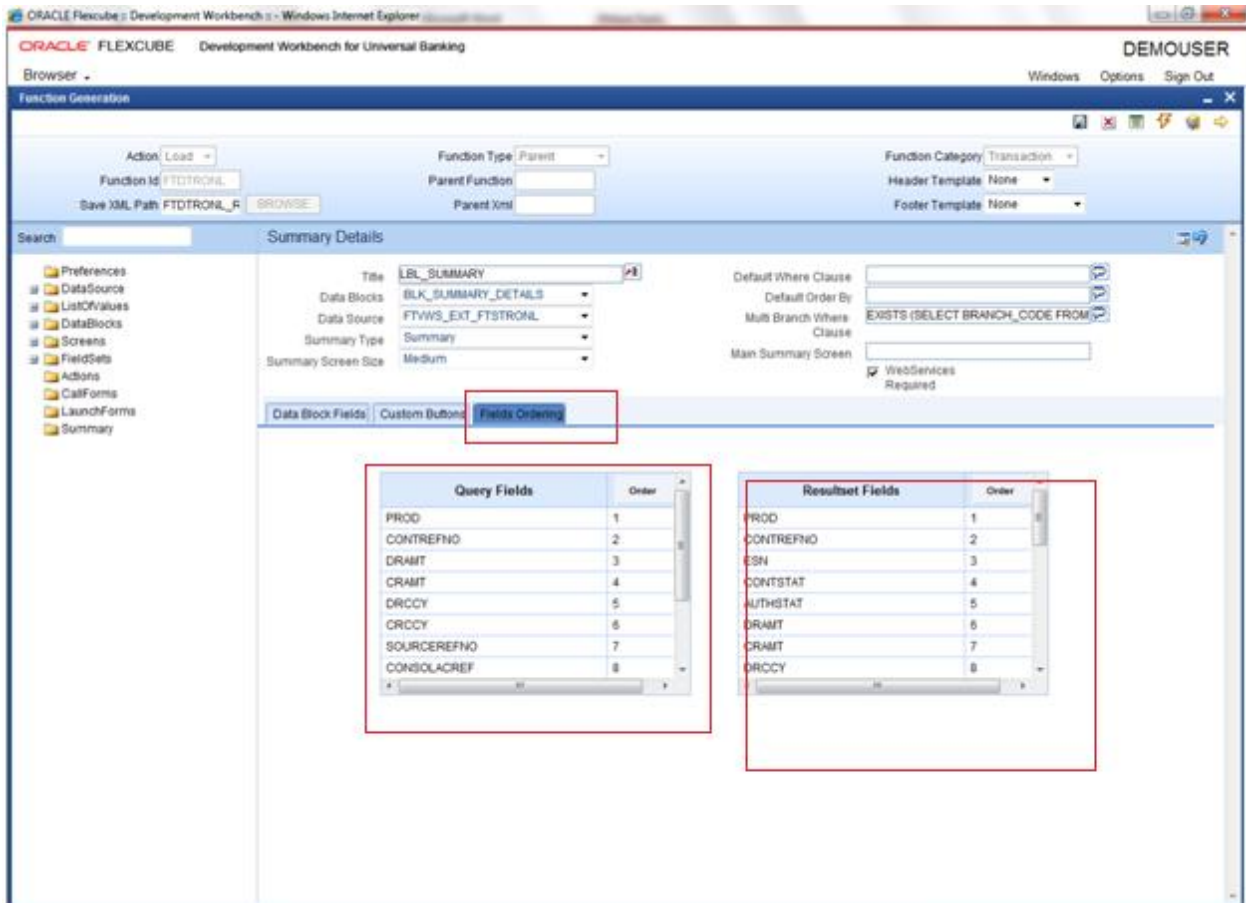 ORACLE Flexcube :: Development Workbench :: - Windows Internet Explorer
ORACLE FLEXCUBE Development Workbench for Universal Banking DEMOUSER
Browser Windows Options Sign Out
Function Generation
Action Load Function Type Parent Function Category Transaction
Function Id FTDTRONL Parent Function Header Template None
Save XML Path FTDTRONL_R BROWSE Parent Xml Footer Template None
Search Summary Details
Preferences
DataSource
ListOfValues
DataBlocks
Screens
FieldSets
Actions
CallForms
LaunchForms
Summary
Title LBL_SUMMARY
Data Blocks BLK_SUMMARY_DETAILS
Data Source FTVWS_EXT_FTSTRONL
Summary Type Summary
Summary Screen Size Medium
Default Where Clause
Default Order By
Multi Branch Where Clause EXISTS (SELECT BRANCH_CODE FROM
Main Summary Screen
WebServices Required
Data Block Fields Custom Buttons Fields Ordering
Query Fields Order
PROD 1
CONTREFNO 2
DRAMT 3
CRAMT 4
DRCCY 5
CRCCY 6
SOURCEREFNO 7
CONSOLACREF 8
Resultset Fields Order
PROD 1
CONTREFNO 2
ESN 3
CONTSTAT 4
AUTHSTAT 5
DRAMT 6
CRAMT 7
DRCCY 8